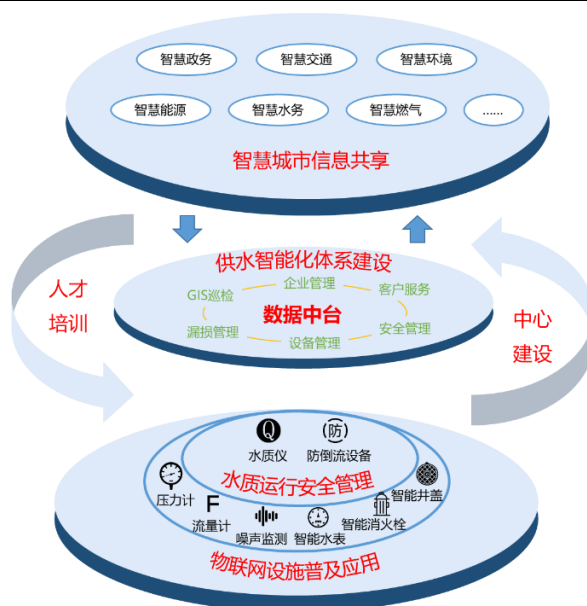 智慧政务
智慧交通
智慧环境
智慧能源
智慧水务
智慧燃气
......
智慧城市信息共享
人才
培训
供水智能化体系建设
企业管理
GIS巡检
客户服务
数据中台
漏损管理
安全管理
设备管理
中心
建设
Q
(防)
水质仪
防倒流设备
水质运行安全管理
压力计
F
流量计
噪声监测
智能水表
智能消火栓
智能井盖
物联网设施普及应用